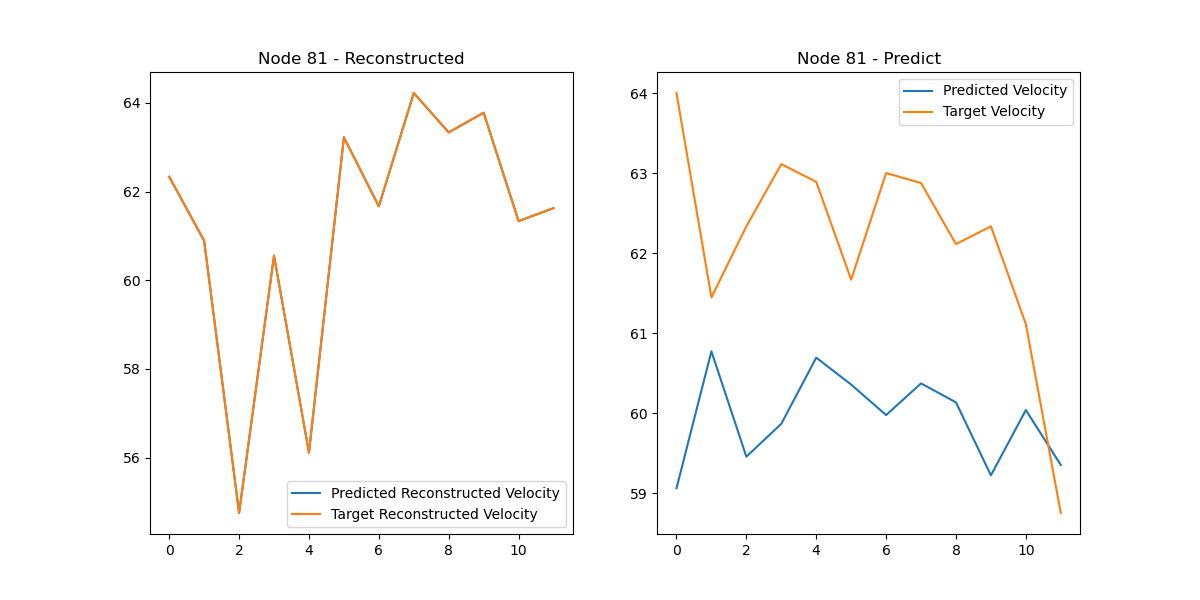 Node 81 - Reconstructed
64
62
60
58
56
0 2 4 6 8 10
Predicted Reconstructed Velocity
Target Reconstructed Velocity
Node 81 - Predict
64
63
62
61
60
59
0 2 4 6 8 10
Predicted Velocity
Target Velocity